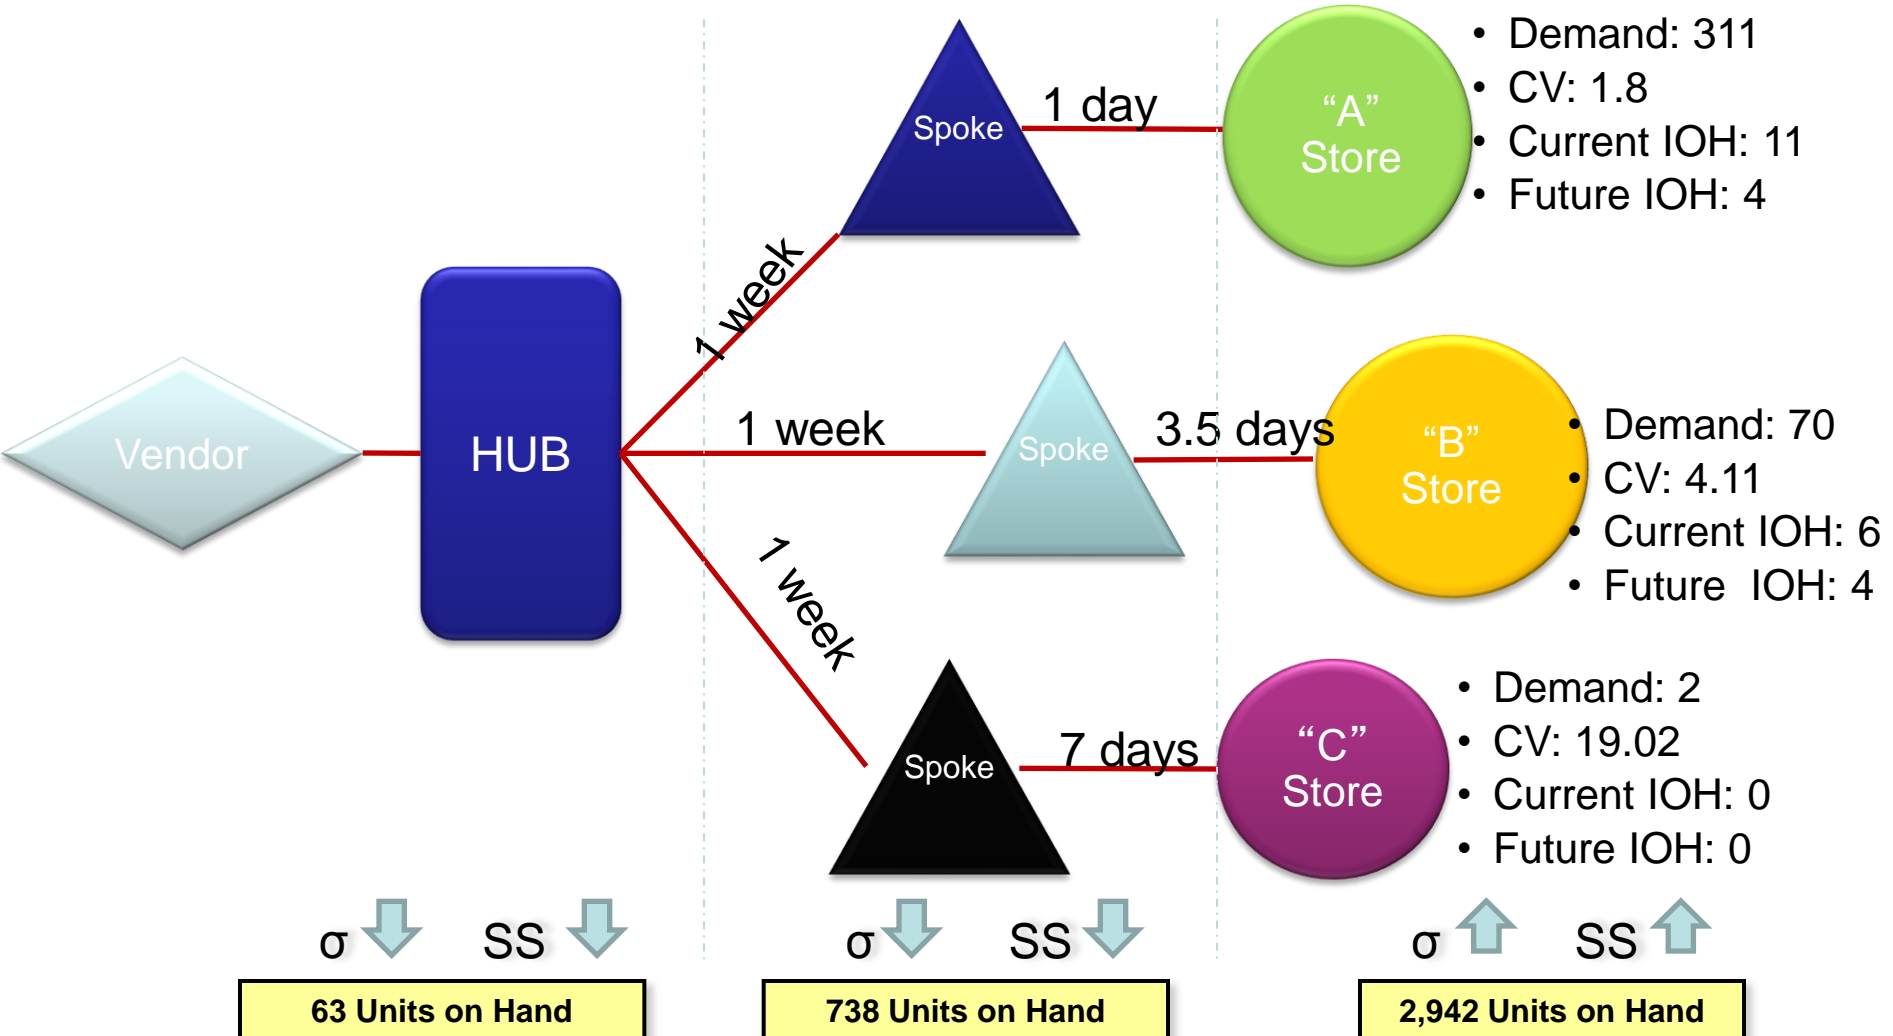 Spoke
1 day
“A”
Store
• Demand: 311
• CV: 1.8
• Current IOH: 11
• Future IOH: 4
1 week
Vendor
HUB
1 week
Spoke
3.5 days
“B”
Store
• Demand: 70
• CV: 4.11
• Current IOH: 6
• Future IOH: 4
1 week
Spoke
7 days
“C”
Store
• Demand: 2
• CV: 19.02
• Current IOH: 0
• Future IOH: 0
σ SS
σ SS
σ SS
63 Units on Hand
738 Units on Hand
2,942 Units on Hand